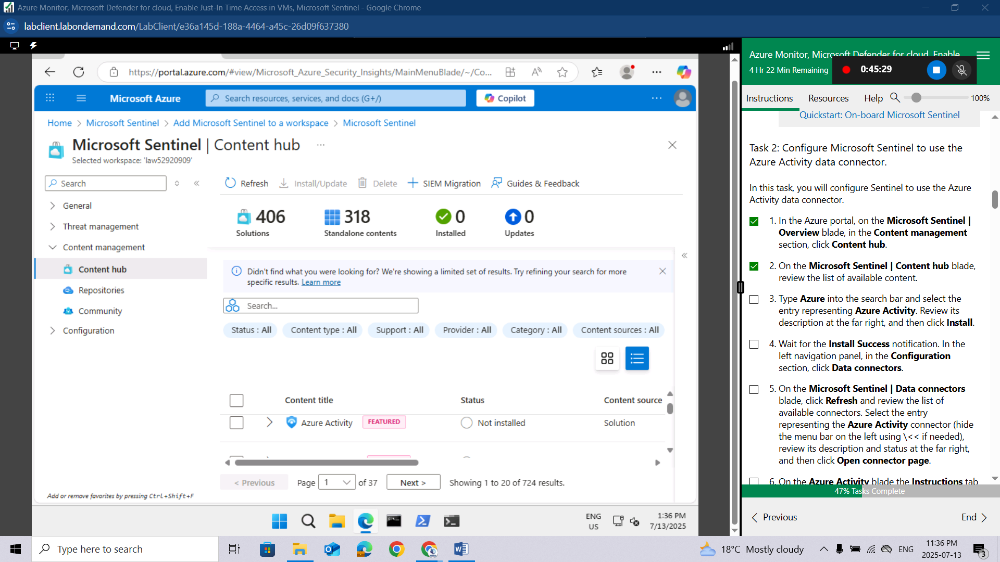 Azure Monitor, Microsoft Defender for cloud, Enable Just-In Time Access in VMs, Microsoft Sentinel - Google Chrome
labclient.labondemand.com/LabClient/e36a145d-188a-4464-a45c-26d09f637380
https://portal.azure.com/#view/Microsoft_Azure_Security_Insights/MainMenuBlade/~/Co...
Microsoft Azure
Search resources, services, and docs (G+/)
Copilot
Home > Microsoft Sentinel > Add Microsoft Sentinel to a workspace > Microsoft Sentinel
Microsoft Sentinel | Content hub
Selected workspace: 'law52920909'
Search
General
Threat management
Content management
Content hub
Repositories
Community
Configuration
Add or remove favorites by pressing Ctrl+Shift+F
Refresh
Install/Update
Delete
SIEM Migration
Guides & Feedback
406
Solutions
318
Standalone contents
0
Installed
0
Updates
Didn't find what you were looking for? We're showing a limited set of results. Try refining your search for more
specific results. Learn more
Search...
Status : All
Content type : All
Support : All
Provider : All
Category : All
Content sources : All
Content title
Status
Content source
Azure Activity
FEATURED
Not installed
Solution
< Previous
Page 1 of 37
Next >
Showing 1 to 20 of 724 results.
ENG
US
1:36 PM
7/13/2025
Azure Monitor, Microsoft Defender for cloud, Enable
4 Hr 22 Min Remaining
0:45:29
Instructions
Resources
Help
100%
Quickstart: On-board Microsoft Sentinel
Task 2: Configure Microsoft Sentinel to use the
Azure Activity data connector.
In this task, you will configure Sentinel to use the Azure
Activity data connector.
1. In the Azure portal, on the Microsoft Sentinel |
Overview blade, in the Content management
section, click Content hub.
2. On the Microsoft Sentinel | Content hub blade,
review the list of available content.
3. Type Azure into the search bar and select the
entry representing Azure Activity. Review its
description at the far right, and then click Install.
4. Wait for the Install Success notification. In the
left navigation panel, in the Configuration
section, click Data connectors.
5. On the Microsoft Sentinel | Data connectors
blade, click Refresh and review the list of
available connectors. Select the entry
representing the Azure Activity connector (hide
the menu bar on the left using \<< if needed),
review its description and status at the far right,
and then click Open connector page.
6. On the Azure Activity blade the Instructions tab
47% Tasks Complete
Previous
End
Type here to search
18°C Mostly cloudy
ENG
11:36 PM
2025-07-13
3